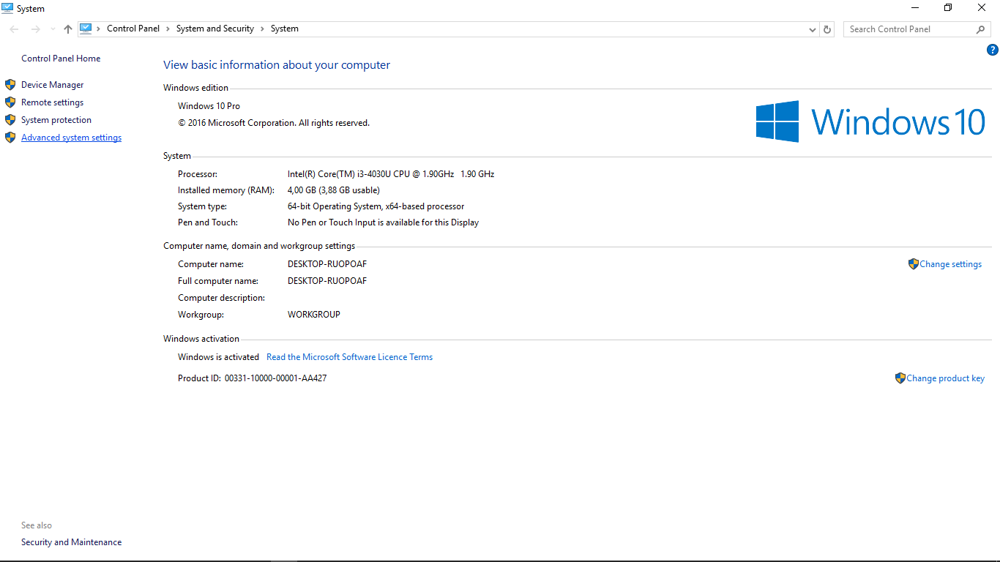 System
Control Panel > System and Security > System
Search Control Panel
Control Panel Home
Device Manager
Remote settings
System protection
Advanced system settings
View basic information about your computer
Windows edition
Windows 10 Pro
© 2016 Microsoft Corporation. All rights reserved.
Windows 10
System
Processor: Intel(R) Core(TM) i3-4030U CPU @ 1.90GHz 1.90 GHz
Installed memory (RAM): 4,00 GB (3,88 GB usable)
System type: 64-bit Operating System, x64-based processor
Pen and Touch: No Pen or Touch Input is available for this Display
Computer name, domain and workgroup settings
Computer name: DESKTOP-RUOPOAF
Change settings
Full computer name: DESKTOP-RUOPOAF
Computer description:
Workgroup: WORKGROUP
Windows activation
Windows is activated Read the Microsoft Software Licence Terms
Product ID: 00331-10000-00001-AA427
Change product key
See also
Security and Maintenance